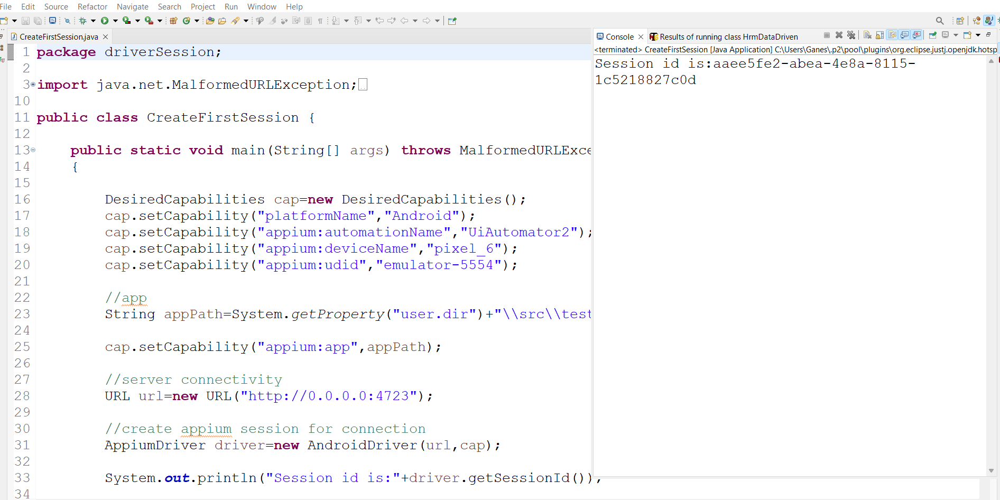 File Edit Source Refactor Navigate Search Project Run Window Help
CreateFirstSession.java
1 package driverSession;
2
3 import java.net.MalformedURLException;
10
11 public class CreateFirstSession {
12
13 public static void main(String[] args) throws MalformedURLExce
14 {
15
16 DesiredCapabilities cap=new DesiredCapabilities();
17 cap.setCapability("platformName","Android");
18 cap.setCapability("appium:automationName","UiAutomator2");
19 cap.setCapability("appium:deviceName","pixel_6");
20 cap.setCapability("appium:udid","emulator-5554");
21
22 //app
23 String appPath=System.getProperty("user.dir")+"\\src\\test
24
25 cap.setCapability("appium:app",appPath);
26
27 //server connectivity
28 URL url=new URL("http://0.0.0.0:4723");
29
30 //create appium session for connection
31 AppiumDriver driver=new AndroidDriver(url,cap);
32
33 System.out.println("Session id is:"+driver.getSessionId());
34
Console Results of running class HrmDataDriven
<terminated> CreateFirstSession [Java Application] C:\Users\Ganes\.p2\pool\plugins\org.eclipse.justj.openjdk.hotsp
Session id is:aaee5fe2-abea-4e8a-8115-
1c5218827c0d